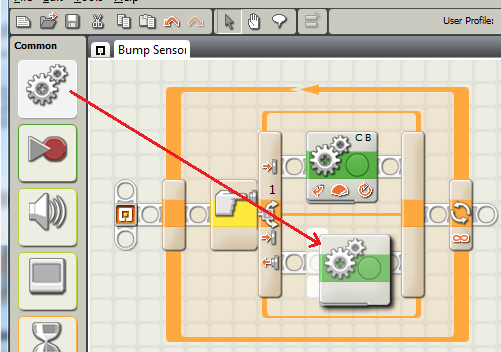 User Profile:
Common
Bump Sensor
C B
1